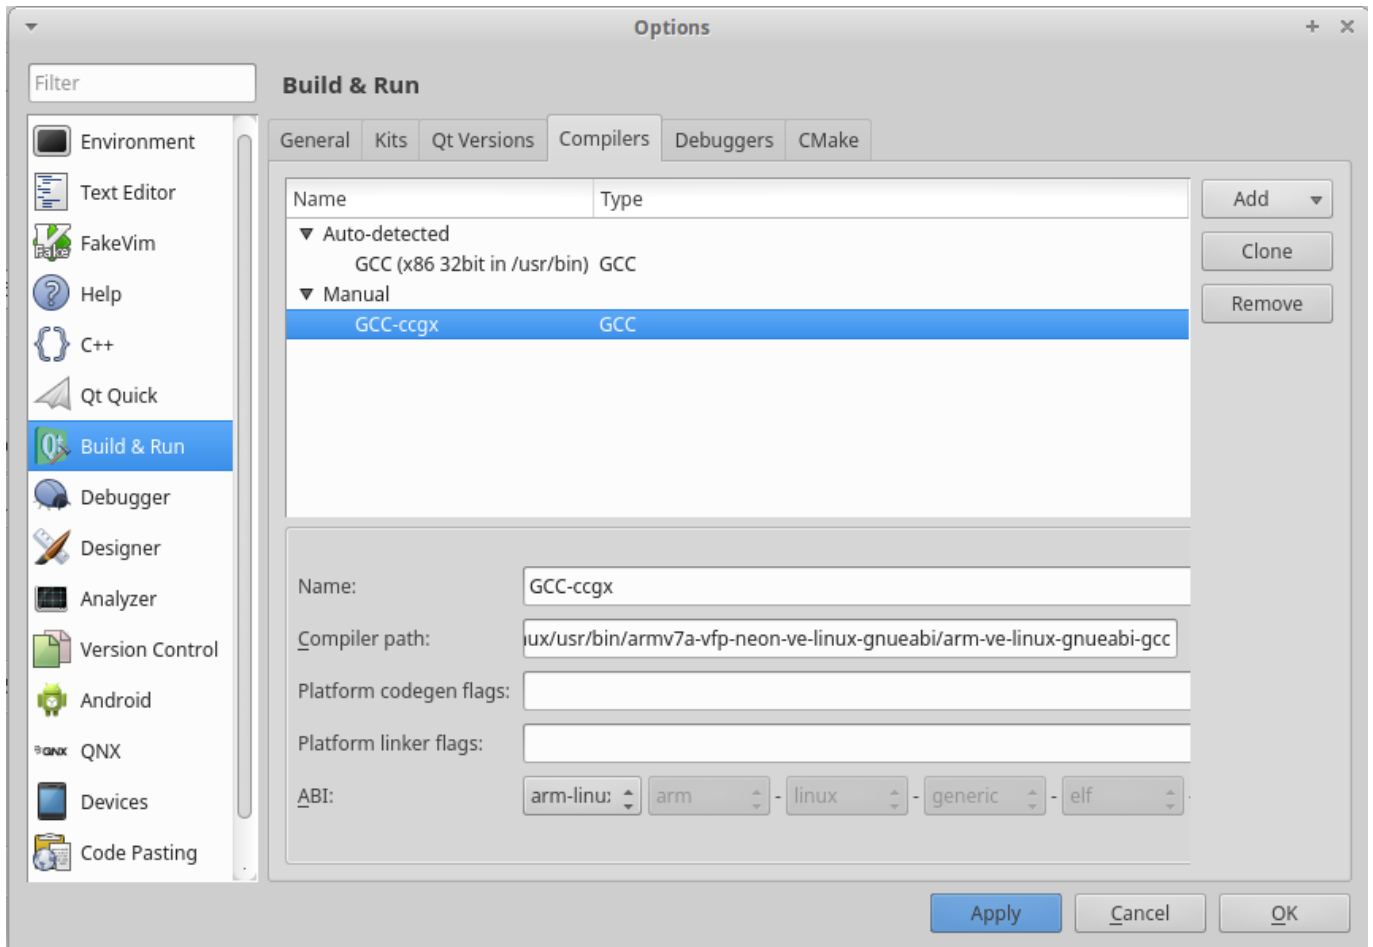 Options
Filter
Build & Run
Environment
Text Editor
FakeVim
Help
C++
Qt Quick
Build & Run
Debugger
Designer
Analyzer
Version Control
Android
QNX
Devices
Code Pasting
General Kits Qt Versions Compilers Debuggers CMake
Name Type
Auto-detected
GCC (x86 32bit in /usr/bin) GCC
Manual
GCC-ccgx GCC
Add
Clone
Remove
Name: GCC-ccgx
Compiler path: ux/usr/bin/armv7a-vfp-neon-ve-linux-gnueabi/arm-ve-linux-gnueabi-gcc
Platform codegen flags:
Platform linker flags:
ABI: arm-linu: arm - linux - generic - elf -
Apply Cancel OK